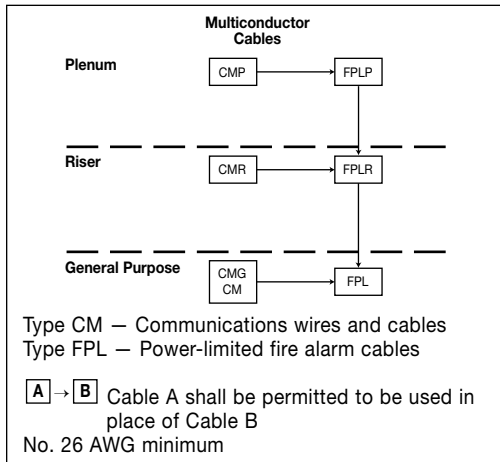 Multiconductor
Cables
Plenum
CMP
FPLP
Riser
CMR
FPLR
General Purpose
CMG
CM
FPL
Type CM — Communications wires and cables
Type FPL — Power-limited fire alarm cables
A → B Cable A shall be permitted to be used in
place of Cable B
No. 26 AWG minimum